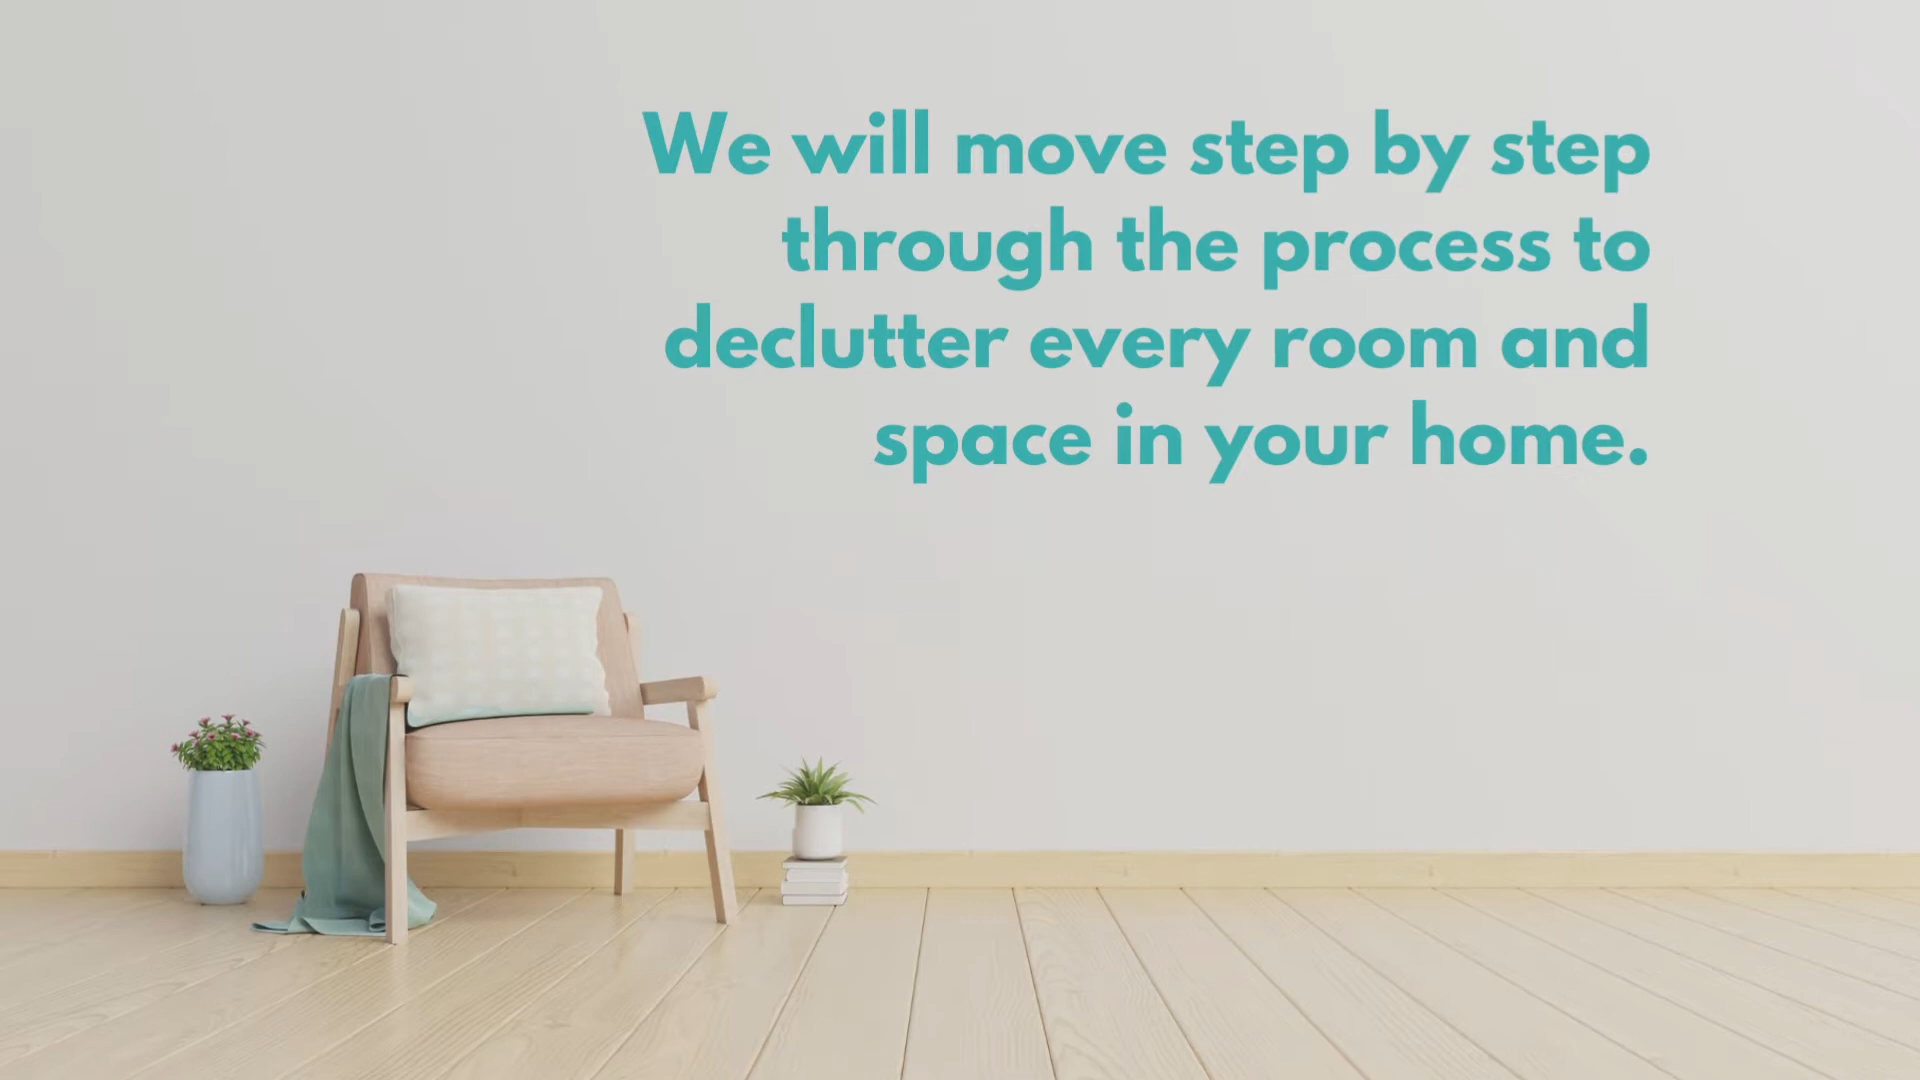 We will move step by step
through the process to
declutter every room and
space in your home.